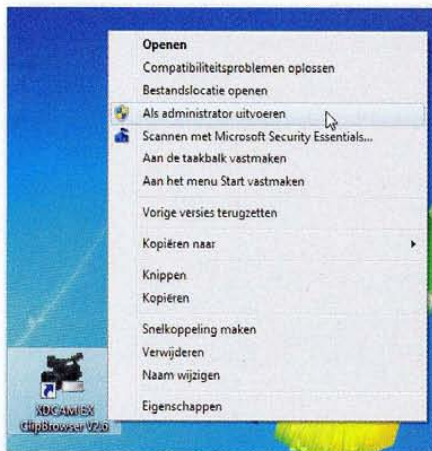 Openen
Compatibiliteitsproblemen oplossen
Bestandslocatie openen
Als administrator uitvoeren
Scannen met Microsoft Security Essentials...
Aan de taakbalk vastmaken
Aan het menu Start vastmaken
Vorige versies terugzetten
Kopiëren naar
Knippen
Kopiëren
Snelkoppeling maken
Verwijderen
Naam wijzigen
Eigenschappen
XDCAM EX
ClipBrowser V2.6